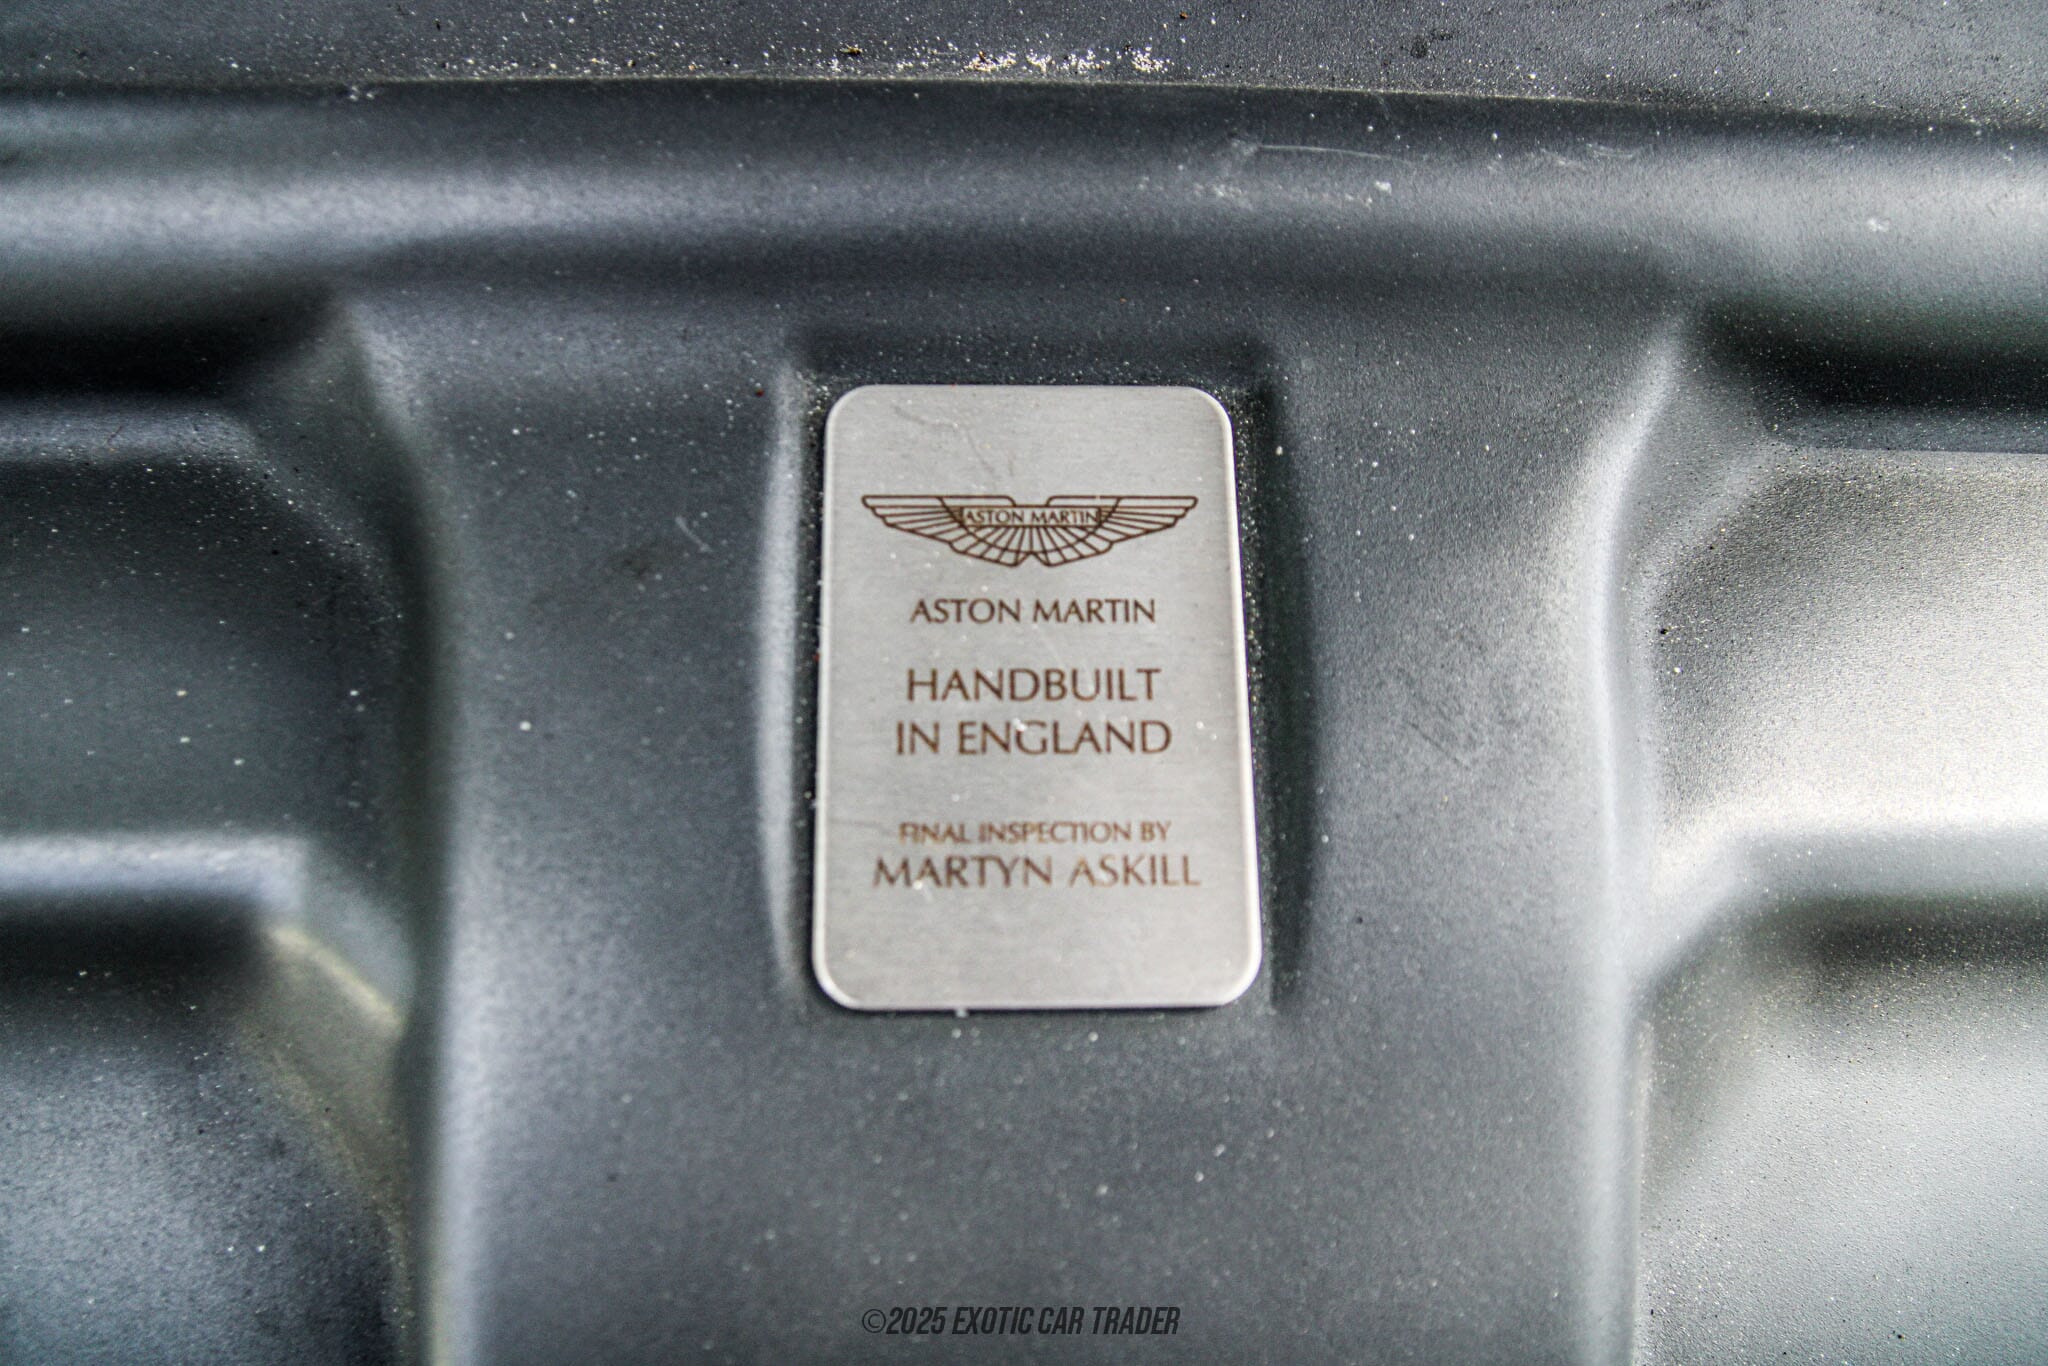 ASTON MARTIN
ASTON MARTIN
HANDBUILT
IN ENGLAND
FINAL INSPECTION BY
MARTYN ASKILL
©2025 EXOTIC CAR TRADER